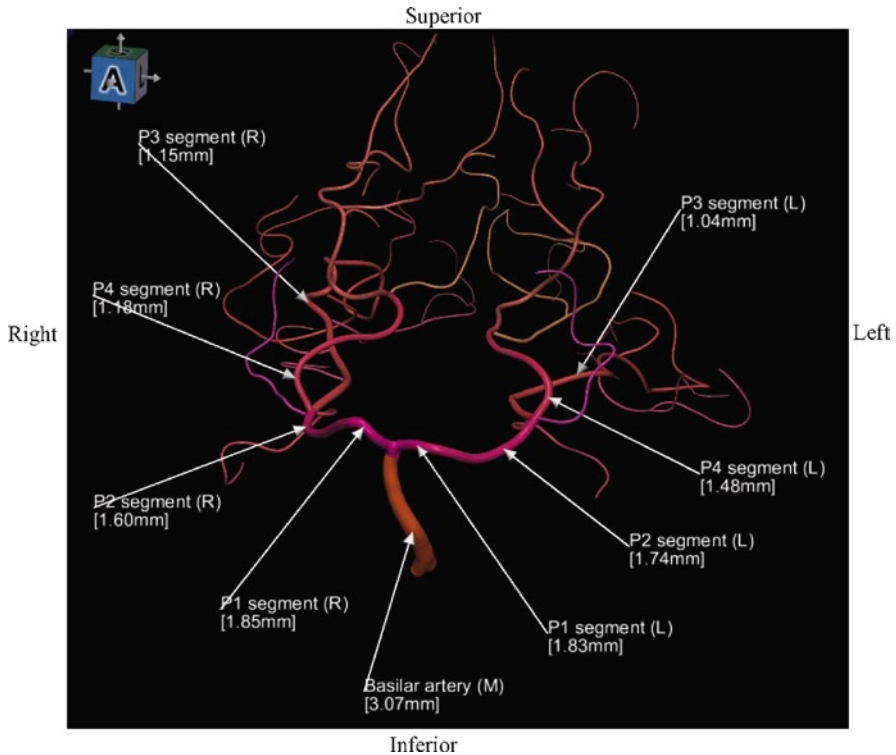 Superior
A
P3 segment (R)
[1.15mm]
P3 segment (L)
[1.04mm]
P4 segment (R)
[1.18mm]
Right
Left
P4 segment (L)
[1.48mm]
P2 segment (R)
[1.60mm]
P2 segment (L)
[1.74mm]
P1 segment (R)
[1.85mm]
P1 segment (L)
[1.83mm]
Basilar artery (M)
[3.07mm]
Inferior